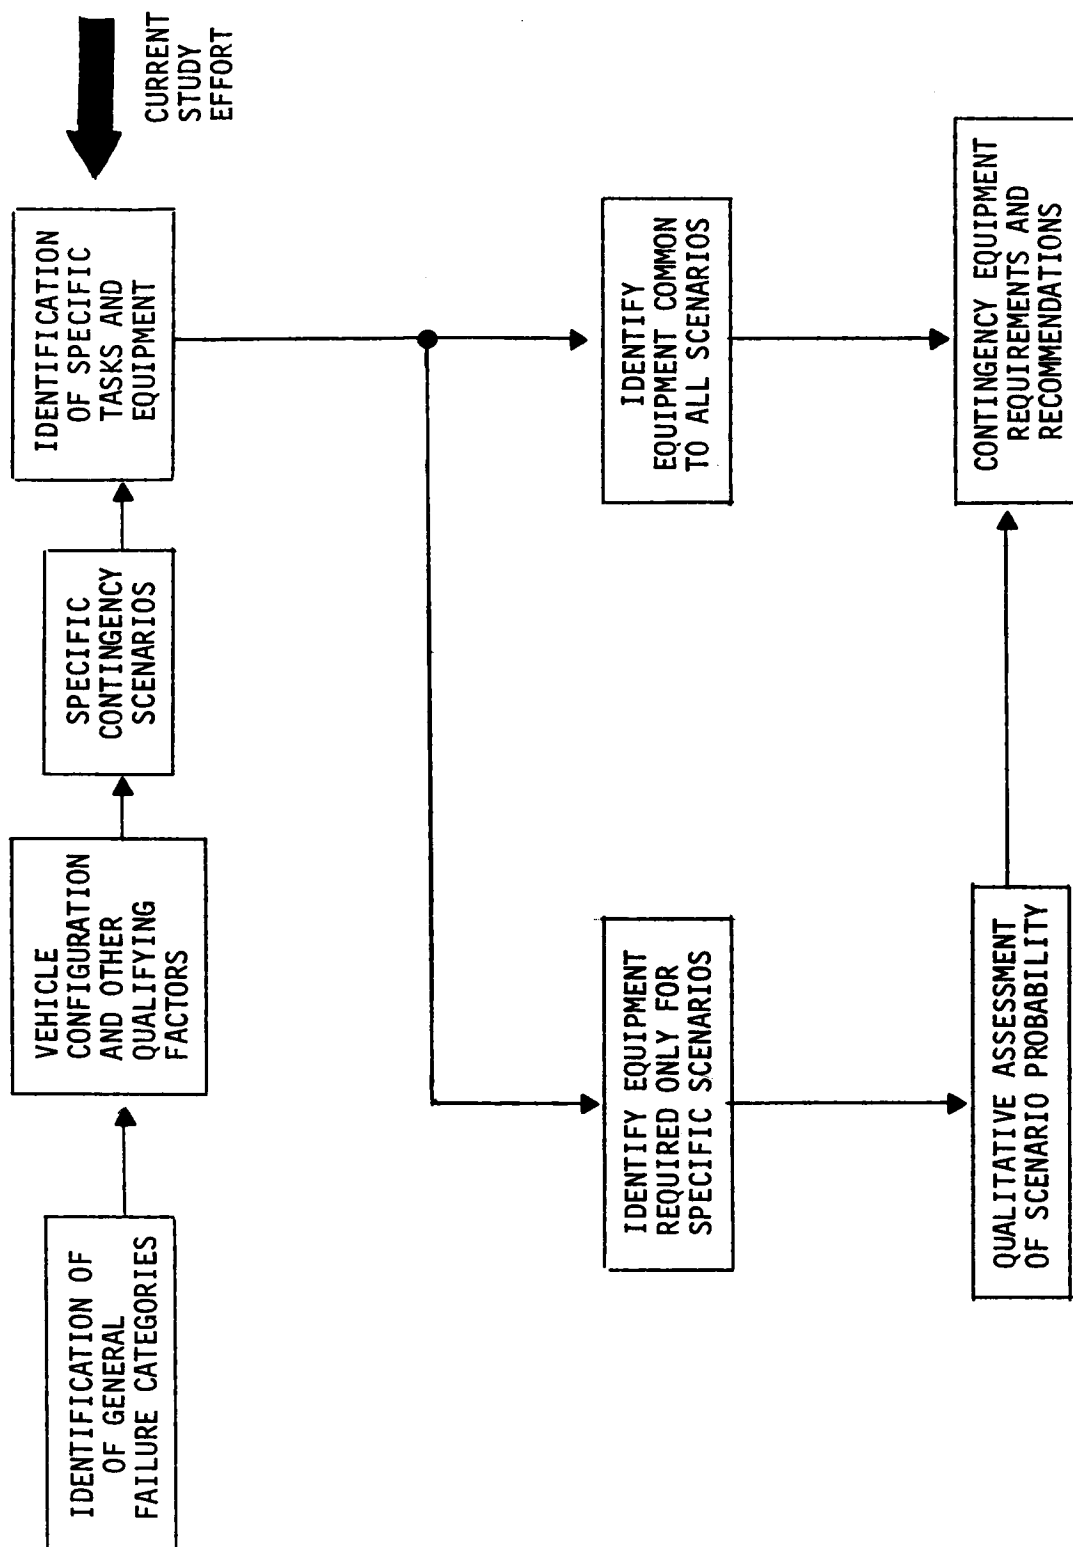 IDENTIFICATION OF
OF GENERAL
FAILURE CATEGORIES
VEHICLE
CONFIGURATION
AND OTHER
QUALIFYING
FACTORS
SPECIFIC
CONTINGENCY
SCENARIOS
IDENTIFICATION
OF SPECIFIC
TASKS AND
EQUIPMENT
CURRENT
STUDY
EFFORT
IDENTIFY EQUIPMENT
REQUIRED ONLY FOR
SPECIFIC SCENARIOS
IDENTIFY
EQUIPMENT COMMON
TO ALL SCENARIOS
QUALITATIVE ASSESSMENT
OF SCENARIO PROBABILITY
CONTINGENCY EQUIPMENT
REQUIREMENTS AND
RECOMMENDATIONS